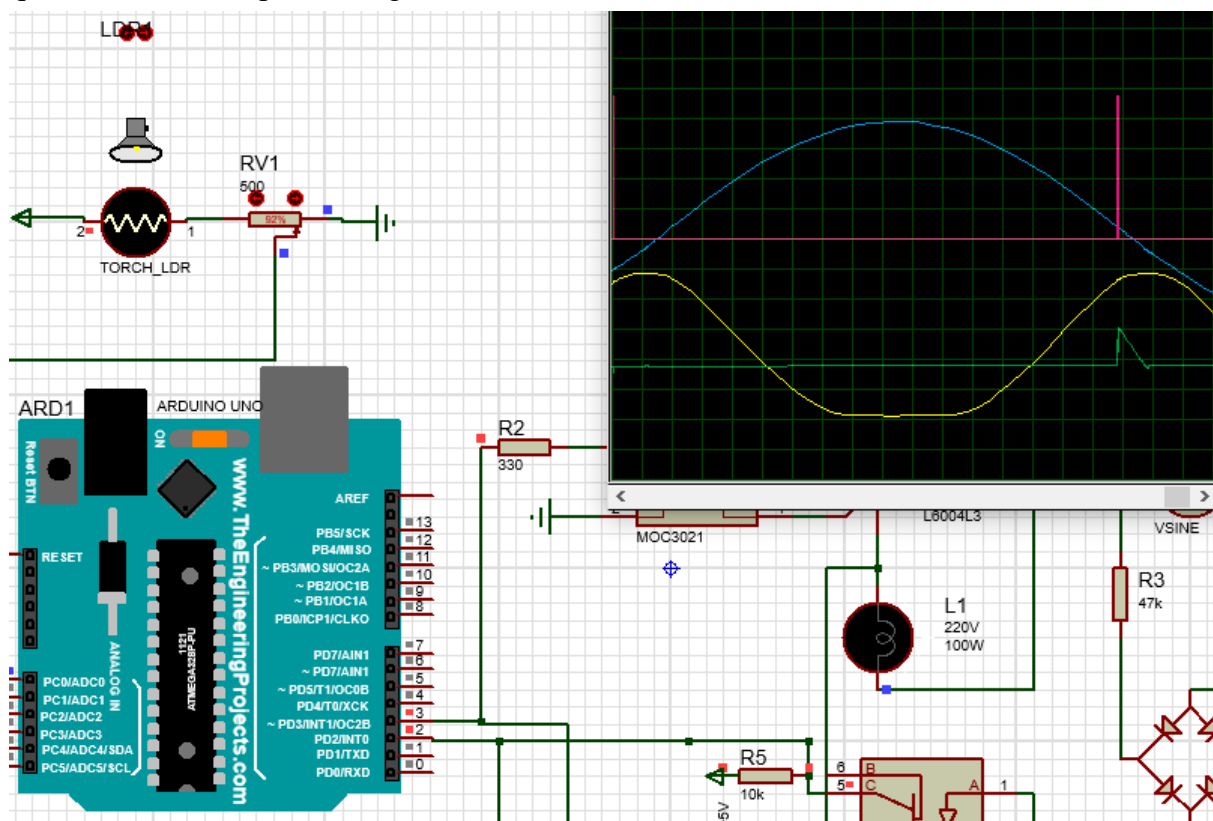 LDR1
RV1
500
92%
2
1
TORCH_LDR
ARD1
ARDUINO UNO
ON
Reset BTN
www.TheEngineeringProjects.com
1121
ATMEGA328P-PU
ANALOG IN
RESET
PC0/ADC0
PC1/ADC1
PC2/ADC2
PC3/ADC3
PC4/ADC4/SDA
PC5/ADC5/SCL
AREF
PB5/SCK 13
PB4/MISO 12
~ PB3/MOSI/OC2A 11
~ PB2/OC1B 10
~ PB1/OC1A 9
PB0/ICP1/CLKO 8
PD7/AIN1 7
~ PD7/AIN1 6
~ PD5/T1/OC0B 5
PD4/T0/XCK 4
~ PD3/INT1/OC2B 3
PD2/INT0 2
PD1/TXD 1
PD0/RXD 0
R2
330
MOC3021
L6004L3
VSINE
L1
220V
100W
R3
47k
R5
10k
5V
6 B
5 C
A 1